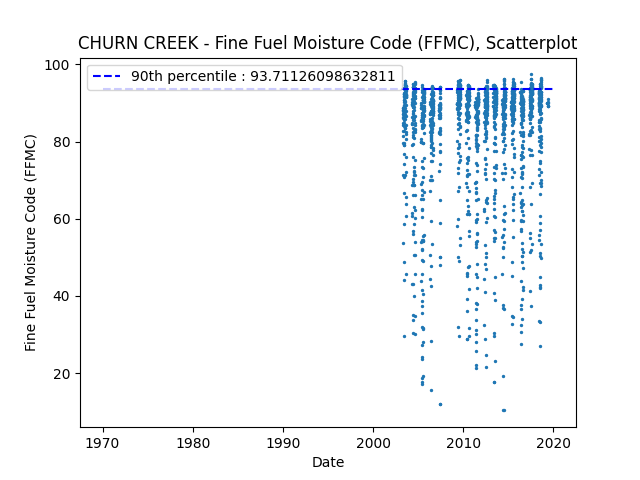 CHURN CREEK - Fine Fuel Moisture Code (FFMC), Scatterplot
90th percentile : 93.71126098632811
Fine Fuel Moisture Code (FFMC)
100
80
60
40
20
1970 1980 1990 2000 2010 2020
Date